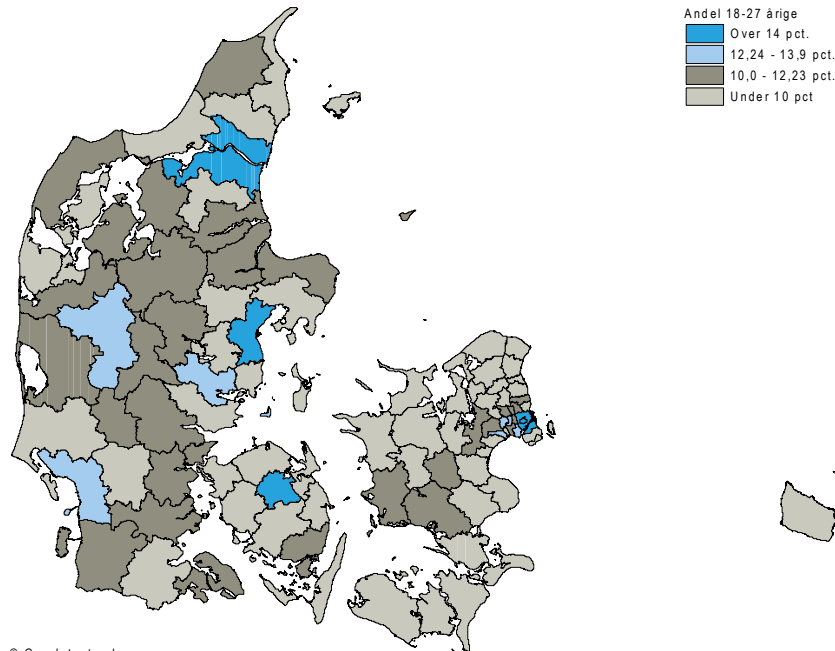 Andel 18-27 årige
Over 14 pct.
12,24 - 13,9 pct.
10,0 - 12,23 pct.
Under 10 pct
©